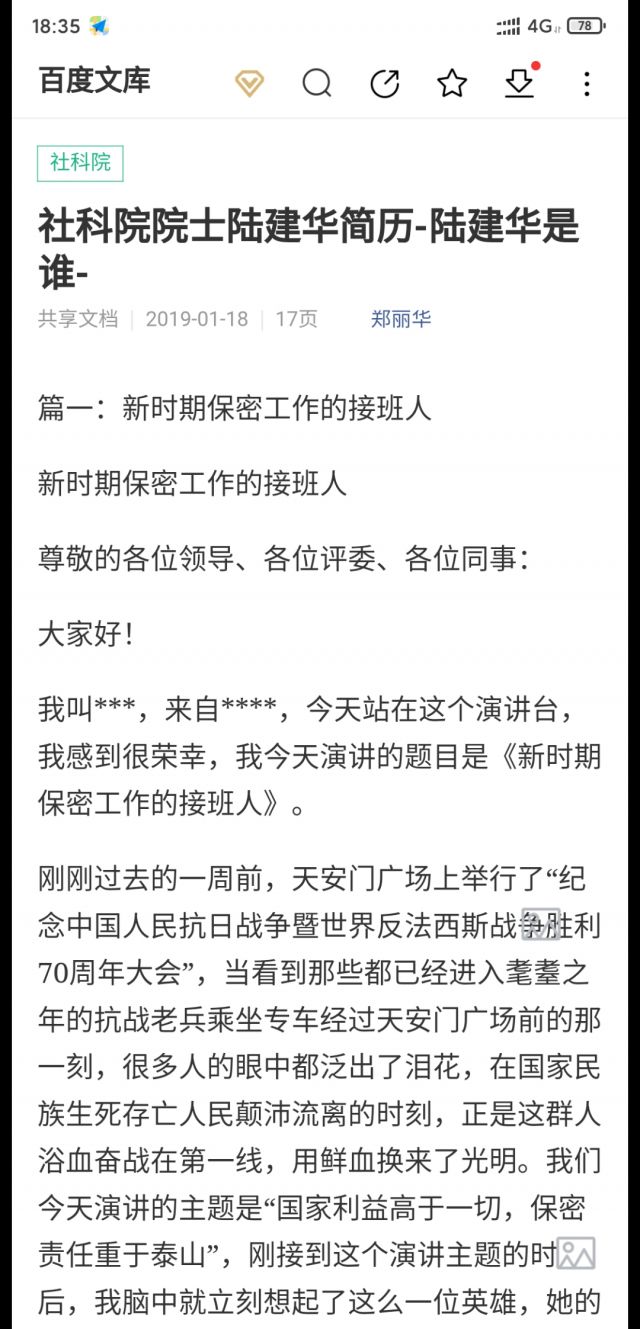 18:35
4G
78
百度文库
社科院
社科院院士陆建华简历-陆建华是
谁-
共享文档
2019-01-18
17页
郑丽华
篇一：新时期保密工作的接班人
新时期保密工作的接班人
尊敬的各位领导、各位评委、各位同事：
大家好！
我叫***，来自****，今天站在这个演讲台，
我感到很荣幸，我今天演讲的题目是《新时期
保密工作的接班人》。
刚刚过去的一周前，天安门广场上举行了“纪
念中国人民抗日战争暨世界反法西斯战争胜利
70周年大会”，当看到那些都已经进入耄耋之
年的抗战老兵乘坐专车经过天安门广场前的那
一刻，很多人的眼中都泛出了泪花，在国家民
族生死存亡人民颠沛流离的时刻，正是这群人
浴血奋战在第一线，用鲜血换来了光明。我们
今天演讲的主题是“国家利益高于一切，保密
责任重于泰山”，刚接到这个演讲主题的时
后，我脑中就立刻想起了这么一位英雄，她的